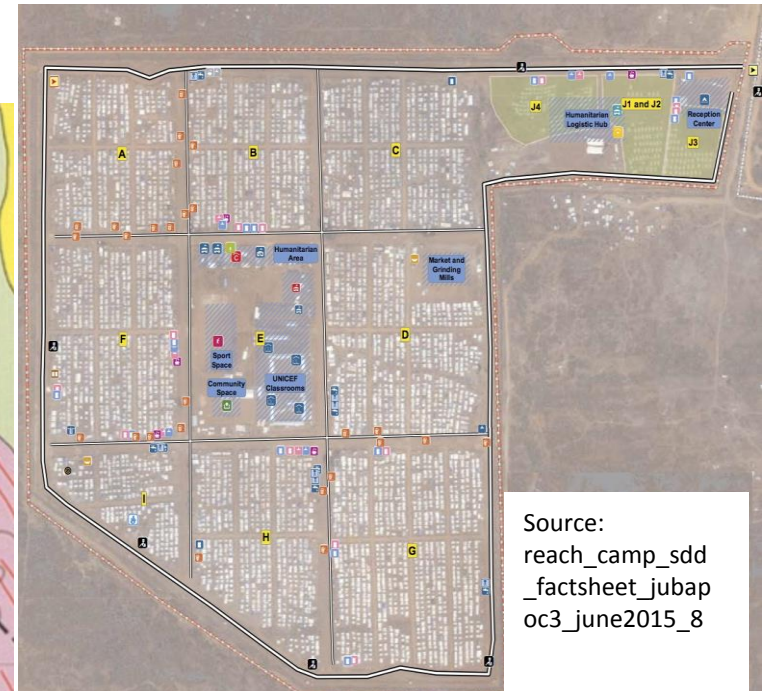 A
B
C
J4
Humanitarian
Logistic Hub
J1 and J2
Reception
Center
J3
Humanitarian
Area
Market and
Grinding
Mills
F
E
D
Sport
Space
Community
Space
UNICEF
Classrooms
I
H
G
Source:
reach_camp_sdd
_factsheet_jubap
oc3_june2015_8